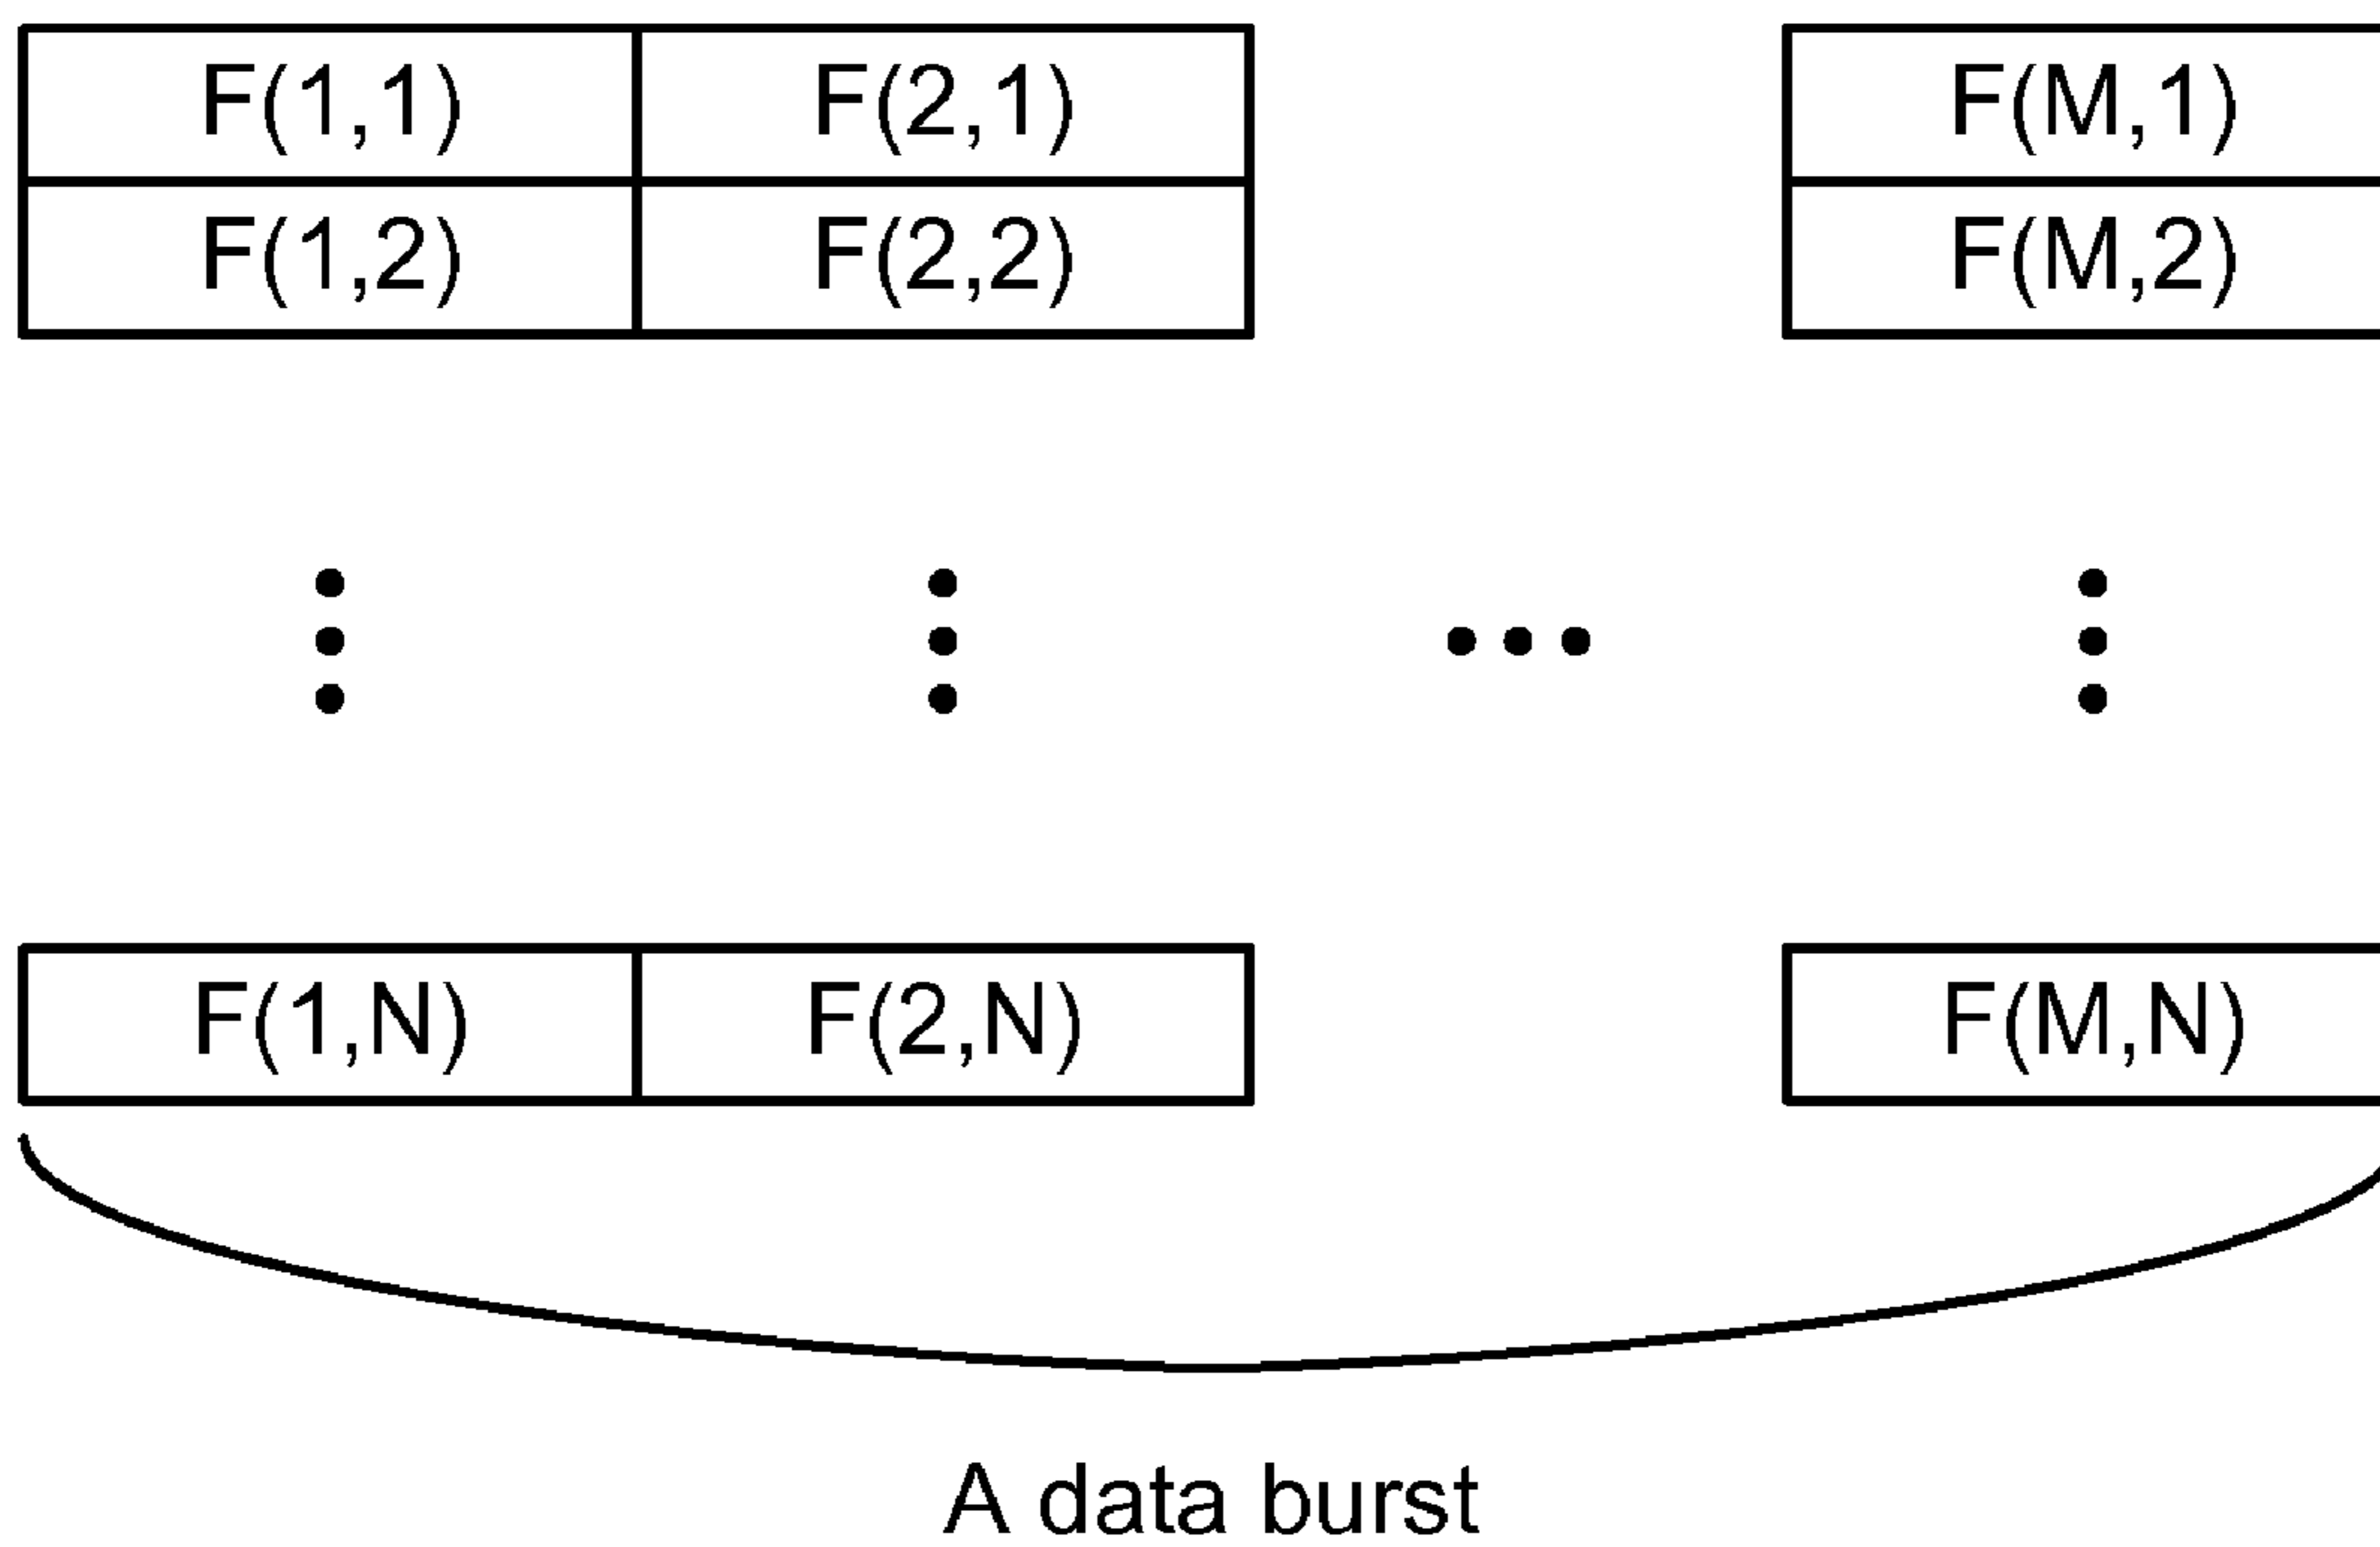 F(1,1) F(2,1) F(M,1)
F(1,2) F(2,2) F(M,2)
F(1,N) F(2,N) F(M,N)
A data burst